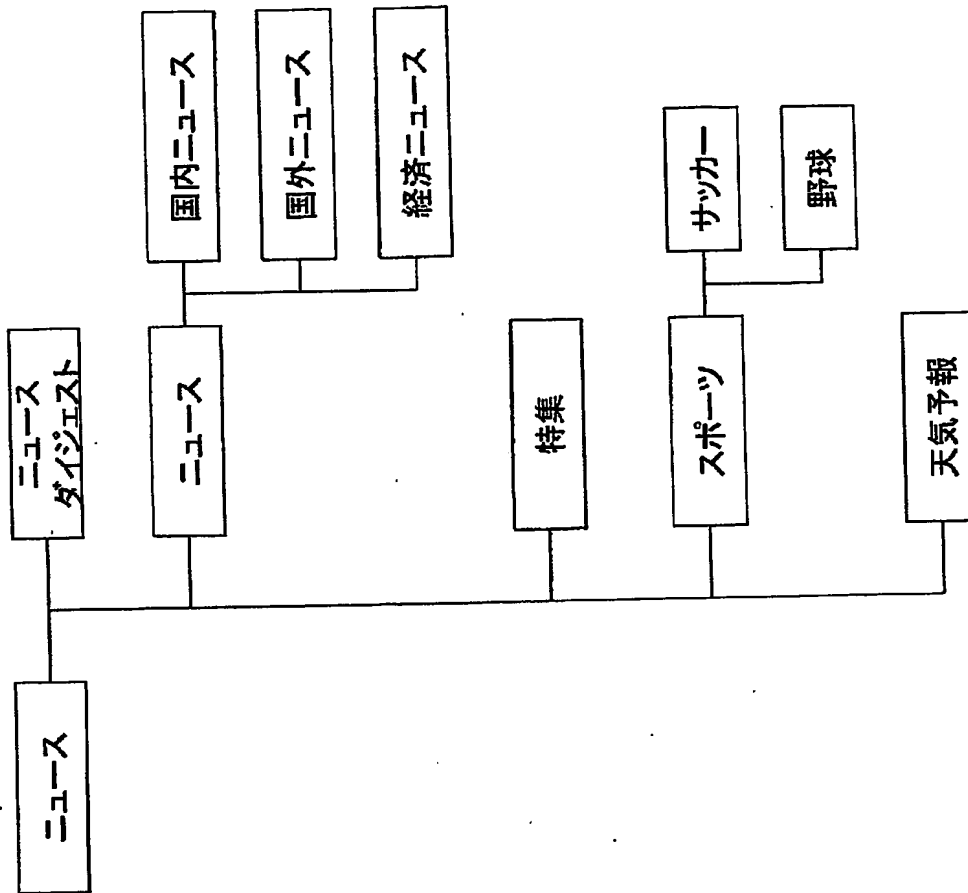 ニュース
ニュース
ダイジェスト
ニュース
国内ニュース
国外ニュース
経済ニュース
特集
スポーツ
サッカー
野球
天気予報